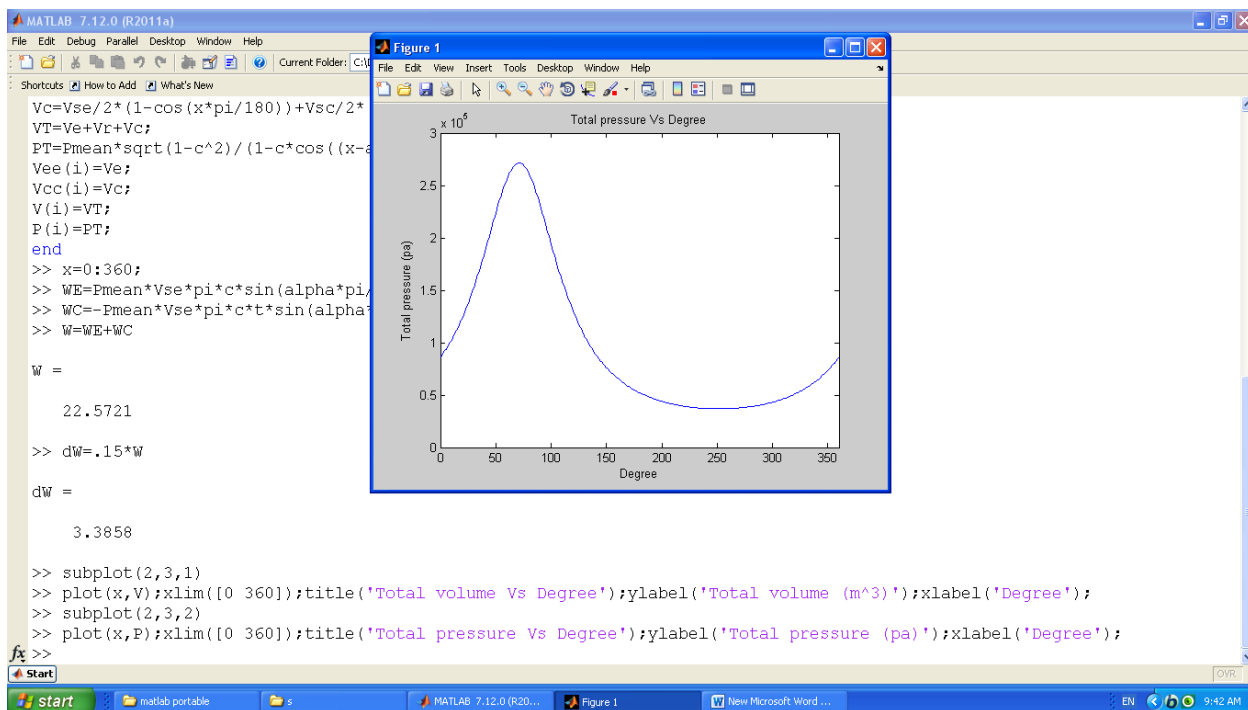 MATLAB 7.12.0 (R2011a)
File Edit Debug Parallel Desktop Window Help
Current Folder: C:\
Shortcuts How to Add What's New
Vc=Vse/2*(1-cos(x*pi/180))+Vsc/2*
VT=Ve+Vr+Vc;
PT=Pmean*sqrt(1-c^2)/(1-c*cos((x-a
Vee(i)=Ve;
Vcc(i)=Vc;
V(i)=VT;
P(i)=PT;
end
>> x=0:360;
>> WE=Pmean*Vse*pi*c*sin(alpha*pi/
>> WC=-Pmean*Vse*pi*c*t*sin(alpha*
>> W=WE+WC
W =
22.5721
>> dW=.15*W
dW =
3.3858
>> subplot(2,3,1)
>> plot(x,V);xlim([0 360]);title('Total volume Vs Degree');ylabel('Total volume (m^3)');xlabel('Degree');
>> subplot(2,3,2)
>> plot(x,P);xlim([0 360]);title('Total pressure Vs Degree');ylabel('Total pressure (pa)');xlabel('Degree');
fx >>
Figure 1
File Edit View Insert Tools Desktop Window Help
Total pressure Vs Degree
x 10^5
3
2.5
2
1.5
1
0.5
0
Total pressure (pa)
0 50 100 150 200 250 300 350
Degree
Start
OVR
start
matlab portable
s
MATLAB 7.12.0 (R20...
Figure 1
New Microsoft Word ...
EN
9:42 AM